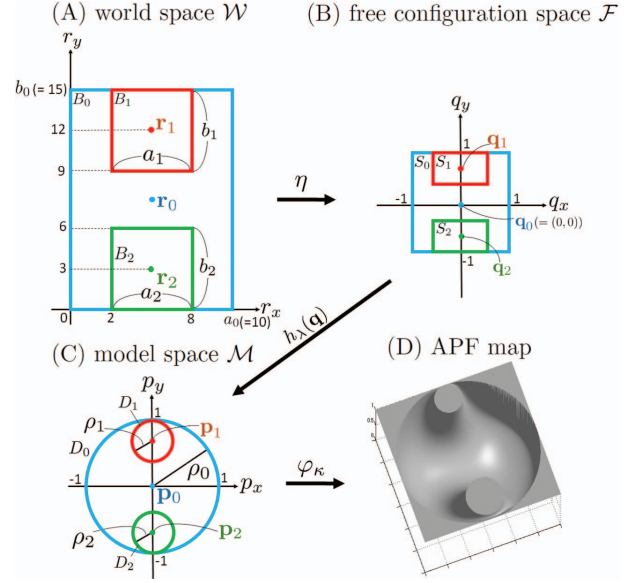 (A) world space 𝒲
r_y
b_0(= 15)
B_0
B_1
12
r_1
b_1
a_1
9
r_0
6
B_2
3
r_2
b_2
a_2
0
2
8
a_0(=10)
r_x
η
(B) free configuration space ℱ
q_y
q_1
S_0
S_1
1
-1
1
q_x
q_0(= (0,0))
S_2
-1
q_2
h_λ(q)
(C) model space ℳ
p_y
D_1
1
ρ_1
p_1
D_0
ρ_0
-1
1
p_0
p_x
ρ_2
p_2
D_2
-1
φ_κ
(D) APF map
1
0.5